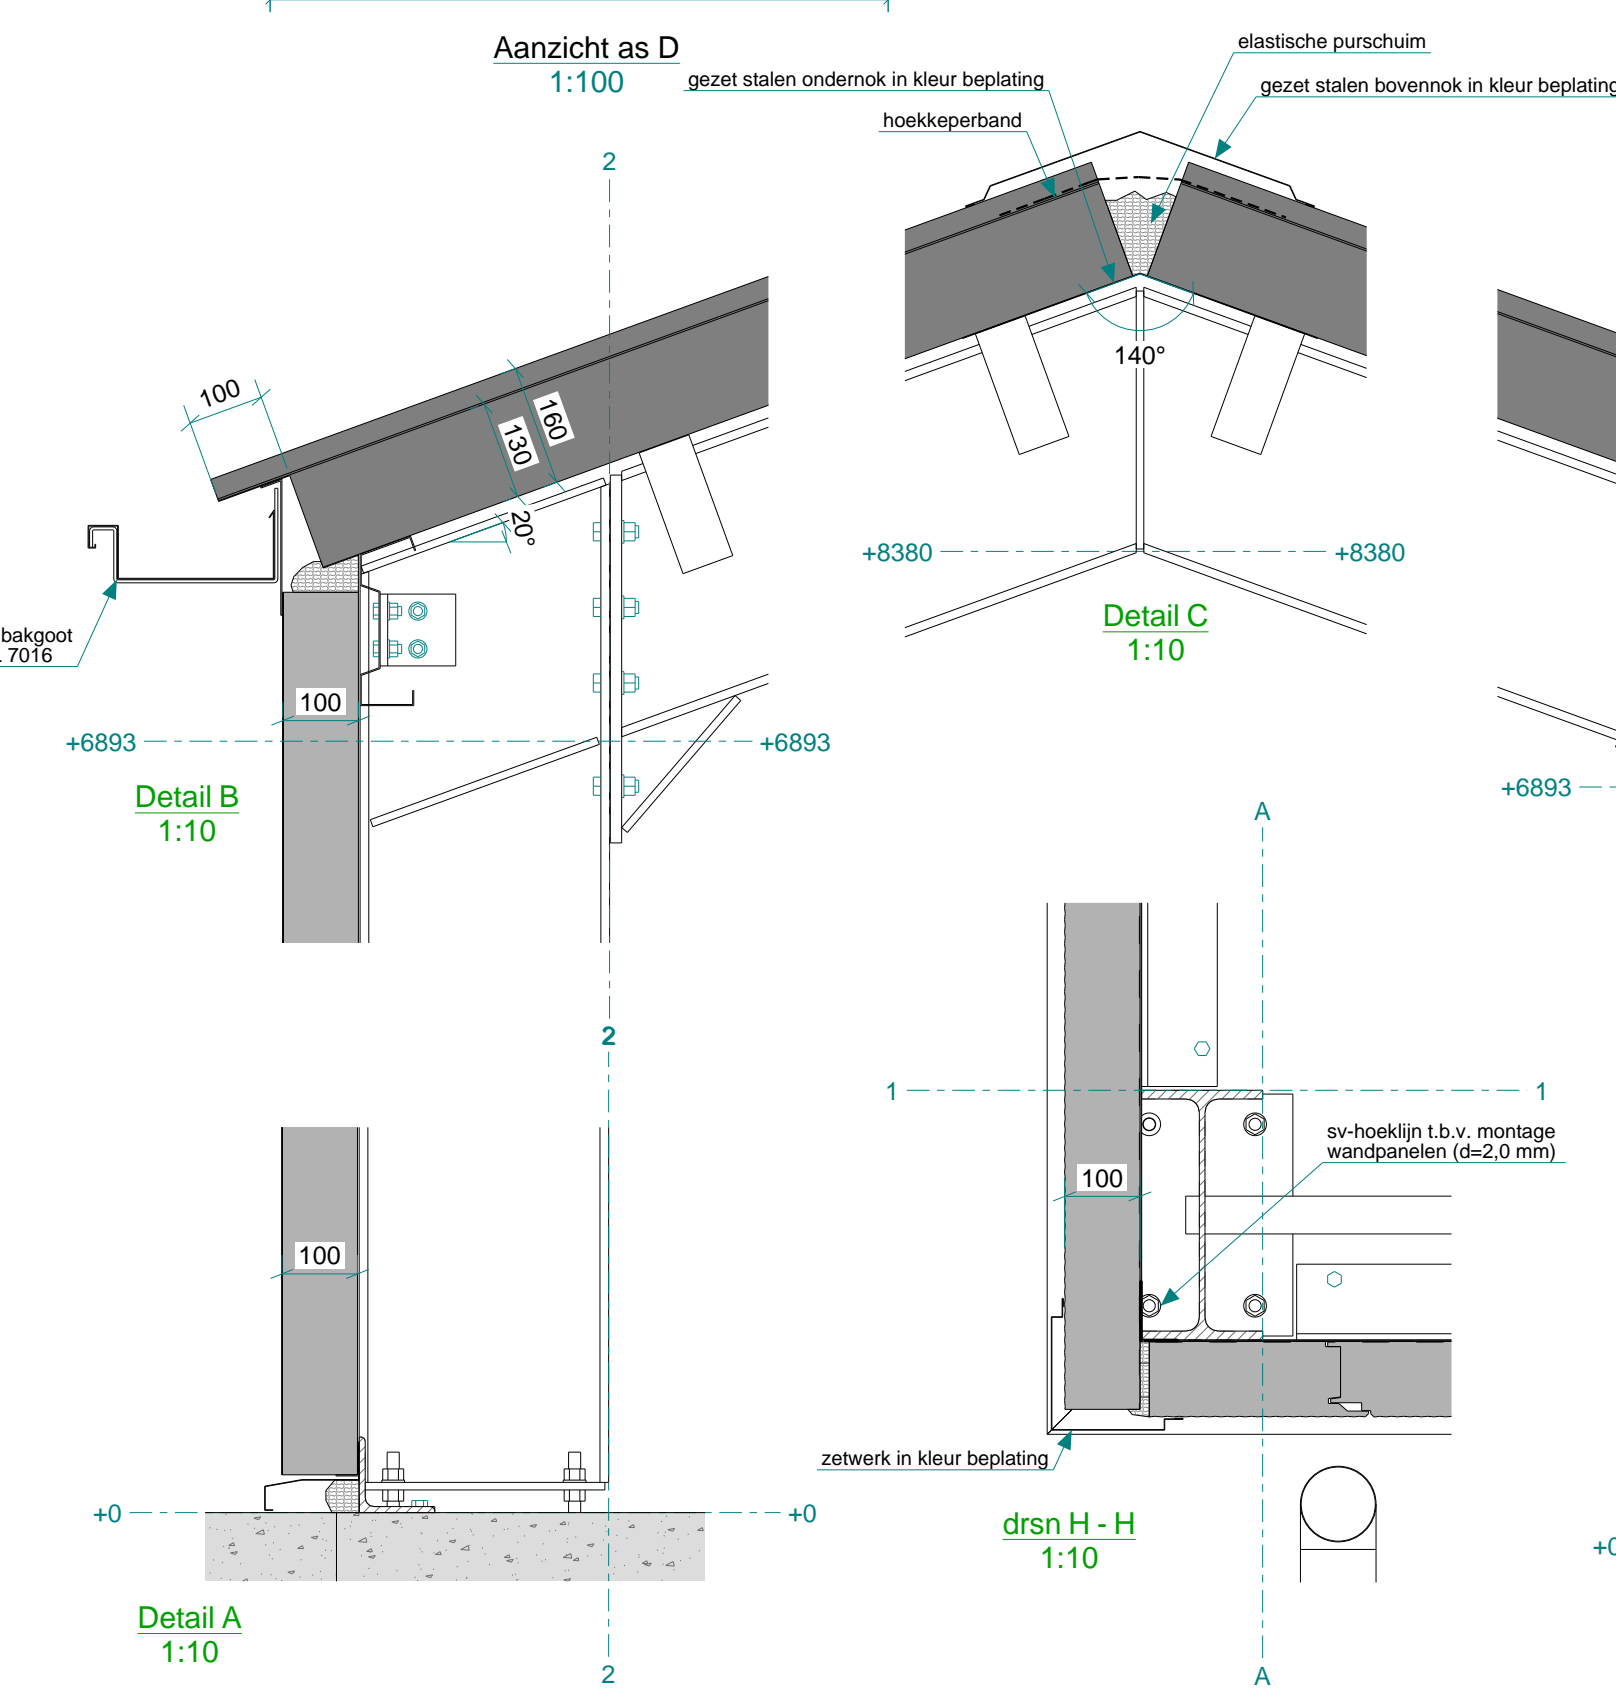 Aanzicht as D
1:100
elastische purschuim
gezet stalen ondernok in kleur beplating
gezet stalen bovennok in kleur beplating
hoekkeperband
2
100
160
130
20°
140°
+8380
+8380
Detail C
1:10
bakgoot
7016
100
+6893
+6893
Detail B
1:10
+6893
A
2
1
1
sv-hoeklijn t.b.v. montage
wandpanelen (d=2,0 mm)
100
100
zetwerk in kleur beplating
+0
+0
drsn H - H
1:10
+0
Detail A
1:10
2
A